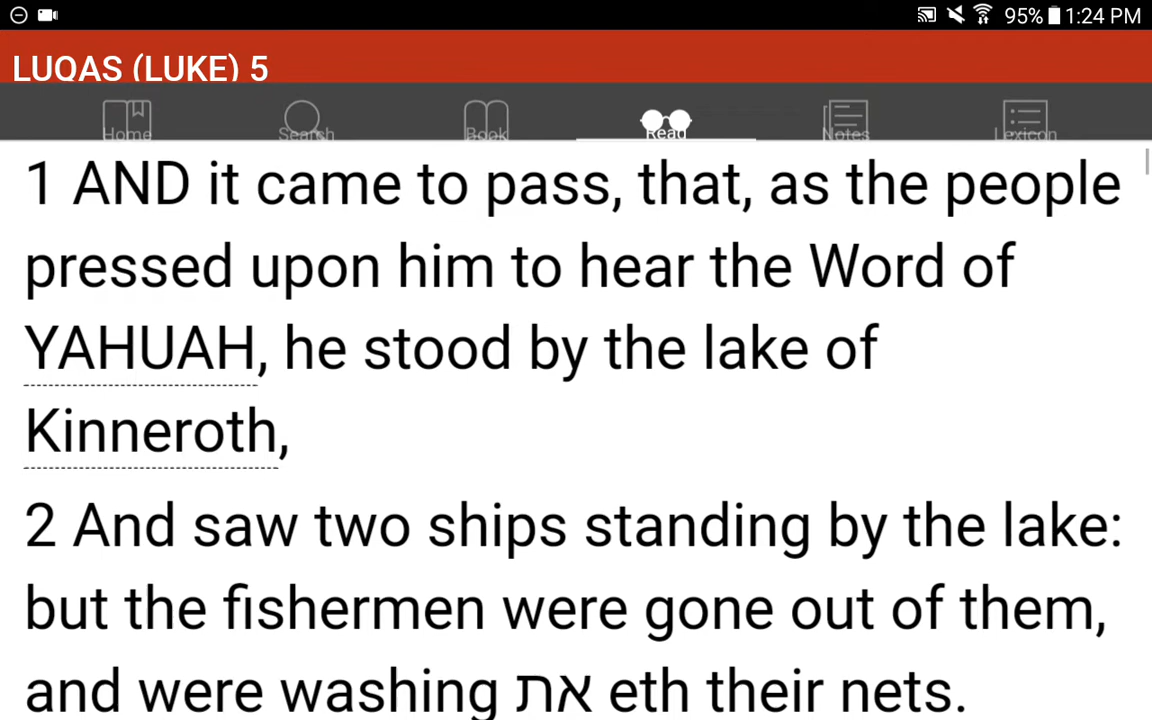 95% 1:24 PM
LUQAS (LUKE) 5
Home Search Book Read Notes Lexicon
1 AND it came to pass, that, as the people
pressed upon him to hear the Word of
YAHUAH, he stood by the lake of
Kinneroth,
2 And saw two ships standing by the lake:
but the fishermen were gone out of them,
and were washing את eth their nets.